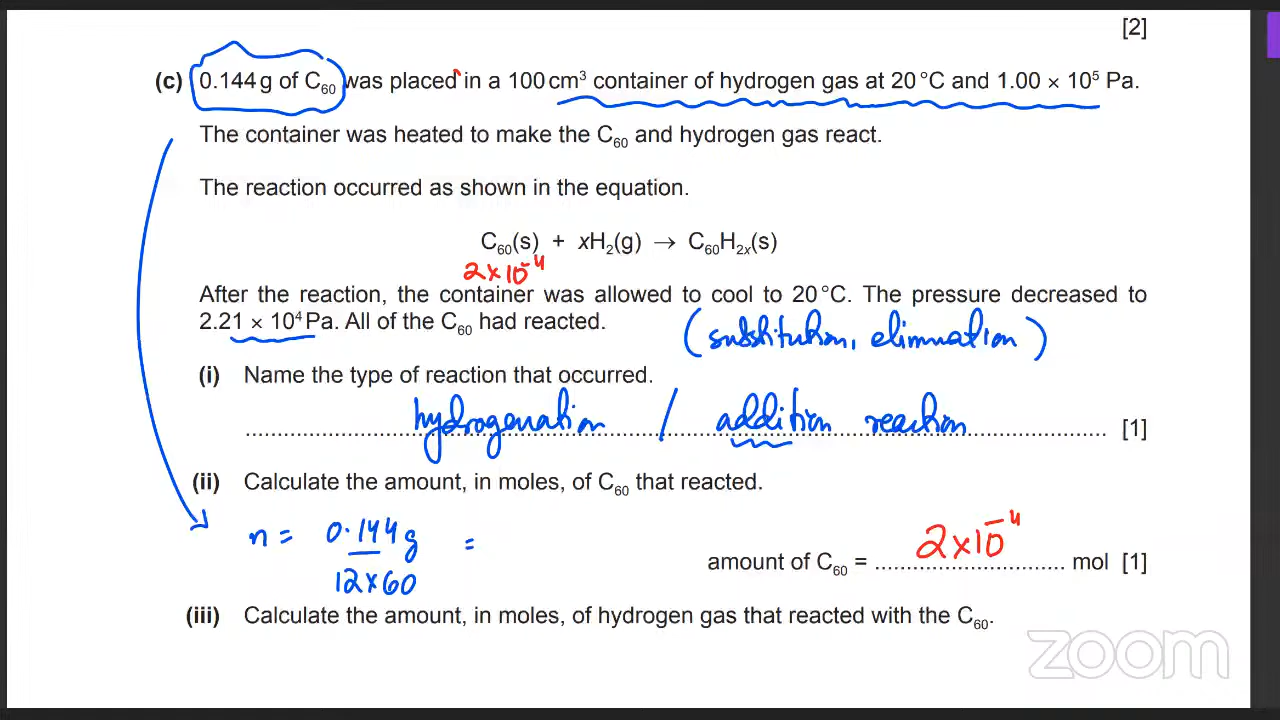 [2]
(c) 0.144 g of C₆₀ was placed in a 100 cm³ container of hydrogen gas at 20 °C and 1.00 × 10⁵ Pa.
The container was heated to make the C₆₀ and hydrogen gas react.
The reaction occurred as shown in the equation.
C₆₀(s) + xH₂(g) → C₆₀H₂ₓ(s)
2×10⁻⁴
After the reaction, the container was allowed to cool to 20 °C. The pressure decreased to
2.21 × 10⁴ Pa. All of the C₆₀ had reacted.
(substitution, elimination)
(i) Name the type of reaction that occurred.
hydrogenation / addition reaction [1]
(ii) Calculate the amount, in moles, of C₆₀ that reacted.
n = 0.144 g =
12×60
amount of C₆₀ = 2×10⁻⁴ mol [1]
(iii) Calculate the amount, in moles, of hydrogen gas that reacted with the C₆₀.
zoom